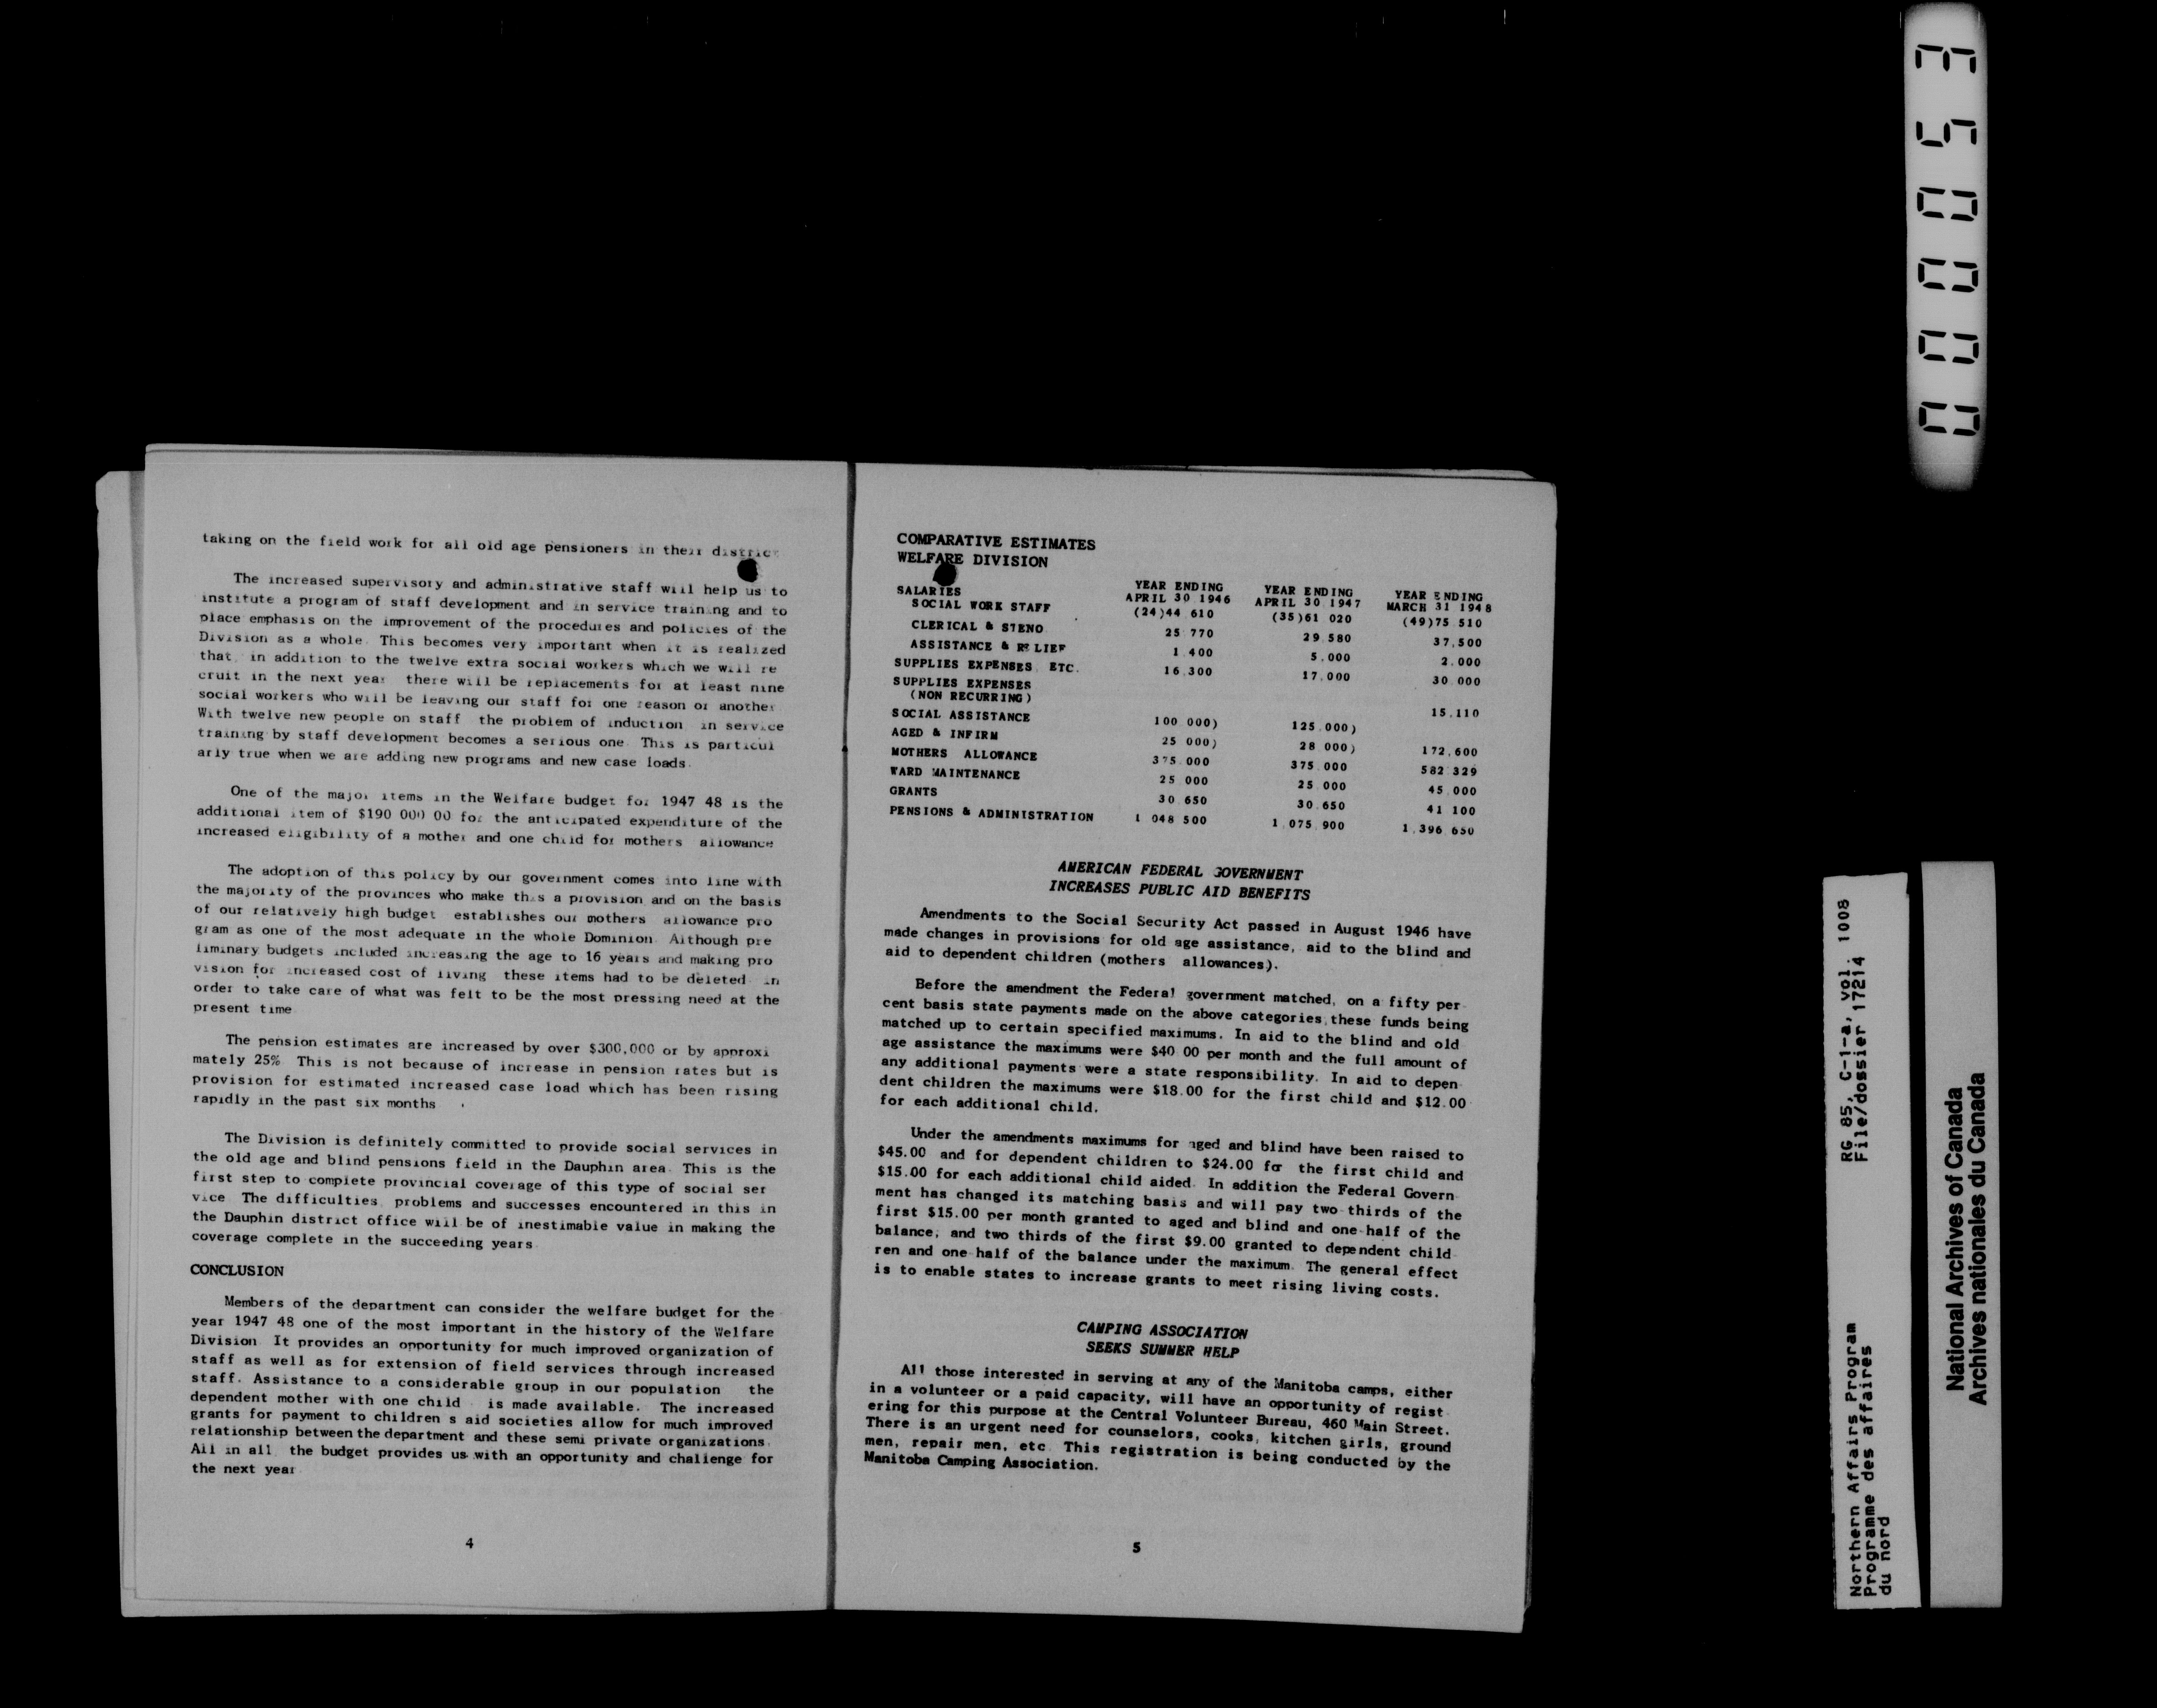 taking on the field work for all old age pensioners in their district
The increased supervisory and administrative staff will help us to
institute a program of staff development and in service training and to
place emphasis on the improvement of the procedures and policies of the
Division as a whole. This becomes very important when it is realized
that in addition to the twelve extra social workers which we will re
cruit in the next year there will be replacements for at least nine
social workers who will be leaving our staff for one reason or another
With twelve new people on staff the problem of induction in service
training by staff development becomes a serious one. This is particul
arly true when we are adding new programs and new case loads.
One of the major items in the Welfare budget for 1947 48 is the
additional item of $190 000 00 for the anticipated expenditure of the
increased eligibility of a mother and one child for mothers allowance
The adoption of this policy by our government comes into line with
the majority of the provinces who make this a provision and on the basis
of our relatively high budget establishes our mothers allowance pro
gram as one of the most adequate in the whole Dominion. Although pre
liminary budgets included increasing the age to 16 years and making pro
vision for increased cost of living these items had to be deleted in
order to take care of what was felt to be the most pressing need at the
present time
The pension estimates are increased by over $300,000 or by approxi
mately 25% This is not because of increase in pension rates but is
provision for estimated increased case load which has been rising
rapidly in the past six months
The Division is definitely committed to provide social services in
the old age and blind pensions field in the Dauphin area. This is the
first step to complete provincial coverage of this type of social ser
vice The difficulties, problems and successes encountered in this in
the Dauphin district office will be of inestimable value in making the
coverage complete in the succeeding years.
CONCLUSION
Members of the department can consider the welfare budget for the
year 1947 48 one of the most important in the history of the Welfare
Division It provides an opportunity for much improved organization of
staff as well as for extension of field services through increased
staff. Assistance to a considerable group in our population the
dependent mother with one child is made available. The increased
grants for payment to children s aid societies allow for much improved
relationship between the department and these semi private organizations.
All in all the budget provides us with an opportunity and challenge for
the next year
4
COMPARATIVE ESTIMATES
WELFARE DIVISION
YEAR ENDING YEAR ENDING YEAR ENDING
SALARIES APRIL 30 1946 APRIL 30 1947 MARCH 31 1948
SOCIAL WORK STAFF (24)44 610 (35)61 020 (49)75 510
CLERICAL & STENO 25 770 29 580 37,500
ASSISTANCE & RELIEF 1 400 5.000 2.000
SUPPLIES EXPENSES ETC. 16 300 17,000 30 000
SUPPLIES EXPENSES
(NON RECURRING) 15,110
SOCIAL ASSISTANCE 100 000) 125.000)
AGED & INFIRM 25 000) 28 000) 172,600
MOTHERS ALLOWANCE 375 000 375.000 582 329
WARD MAINTENANCE 25 000 25 000 45 000
GRANTS 30 650 30 650 41 100
PENSIONS & ADMINISTRATION 1 048 500 1,075 900 1,396 650
AMERICAN FEDERAL GOVERNMENT
INCREASES PUBLIC AID BENEFITS
Amendments to the Social Security Act passed in August 1946 have
made changes in provisions for old age assistance, aid to the blind and
aid to dependent children (mothers allowances).
Before the amendment the Federal government matched, on a fifty per
cent basis state payments made on the above categories, these funds being
matched up to certain specified maximums. In aid to the blind and old
age assistance the maximums were $40 00 per month and the full amount of
any additional payments were a state responsibility. In aid to depen
dent children the maximums were $18.00 for the first child and $12.00
for each additional child.
Under the amendments maximums for aged and blind have been raised to
$45.00 and for dependent children to $24.00 for the first child and
$15.00 for each additional child aided. In addition the Federal Govern
ment has changed its matching basis and will pay two-thirds of the
first $15.00 per month granted to aged and blind and one-half of the
balance, and two thirds of the first $9.00 granted to dependent child
ren and one-half of the balance under the maximum. The general effect
is to enable states to increase grants to meet rising living costs.
CAMPING ASSOCIATION
SEEKS SUMMER HELP
All those interested in serving at any of the Manitoba camps, either
in a volunteer or a paid capacity, will have an opportunity of regist
ering for this purpose at the Central Volunteer Bureau, 460 Main Street.
There is an urgent need for counselors, cooks, kitchen girls, ground
men, repair men, etc. This registration is being conducted by the
Manitoba Camping Association.
5
000053
RG 85, C-1-a, vol. 1008
File/dossier 17214
Northern Affairs Program
Programme des affaires
du nord
National Archives of Canada
Archives nationales du Canada